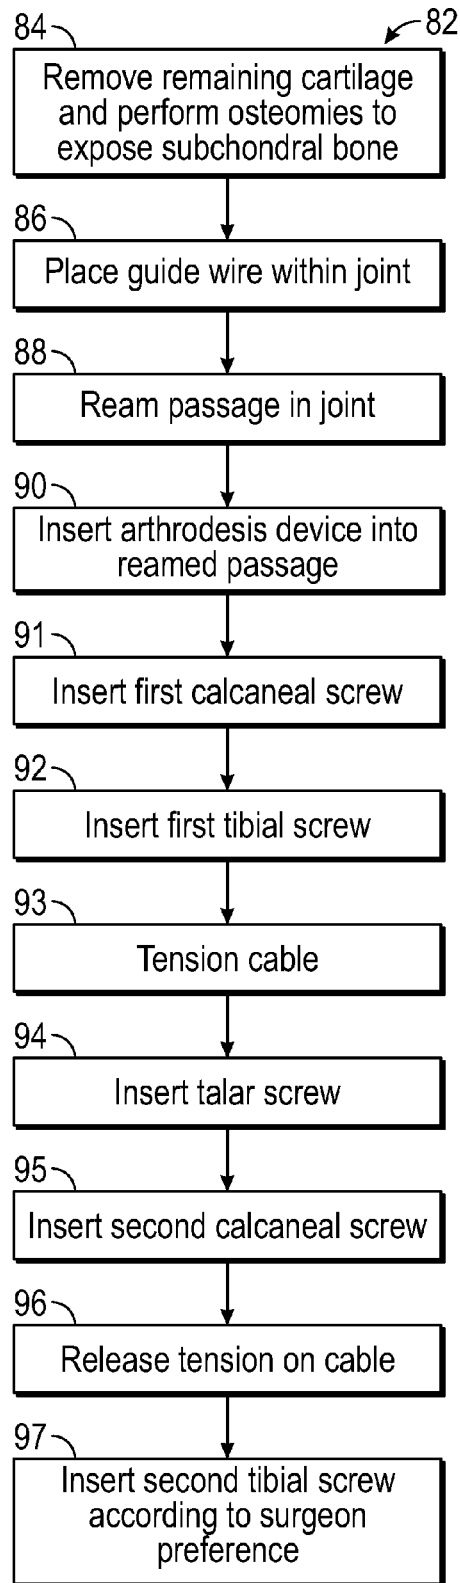 84
82
Remove remaining cartilage
and perform osteomies to
expose subchondral bone
86
Place guide wire within joint
88
Ream passage in joint
90
Insert arthrodesis device into
reamed passage
91
Insert first calcaneal screw
92
Insert first tibial screw
93
Tension cable
94
Insert talar screw
95
Insert second calcaneal screw
96
Release tension on cable
97
Insert second tibial screw
according to surgeon
preference